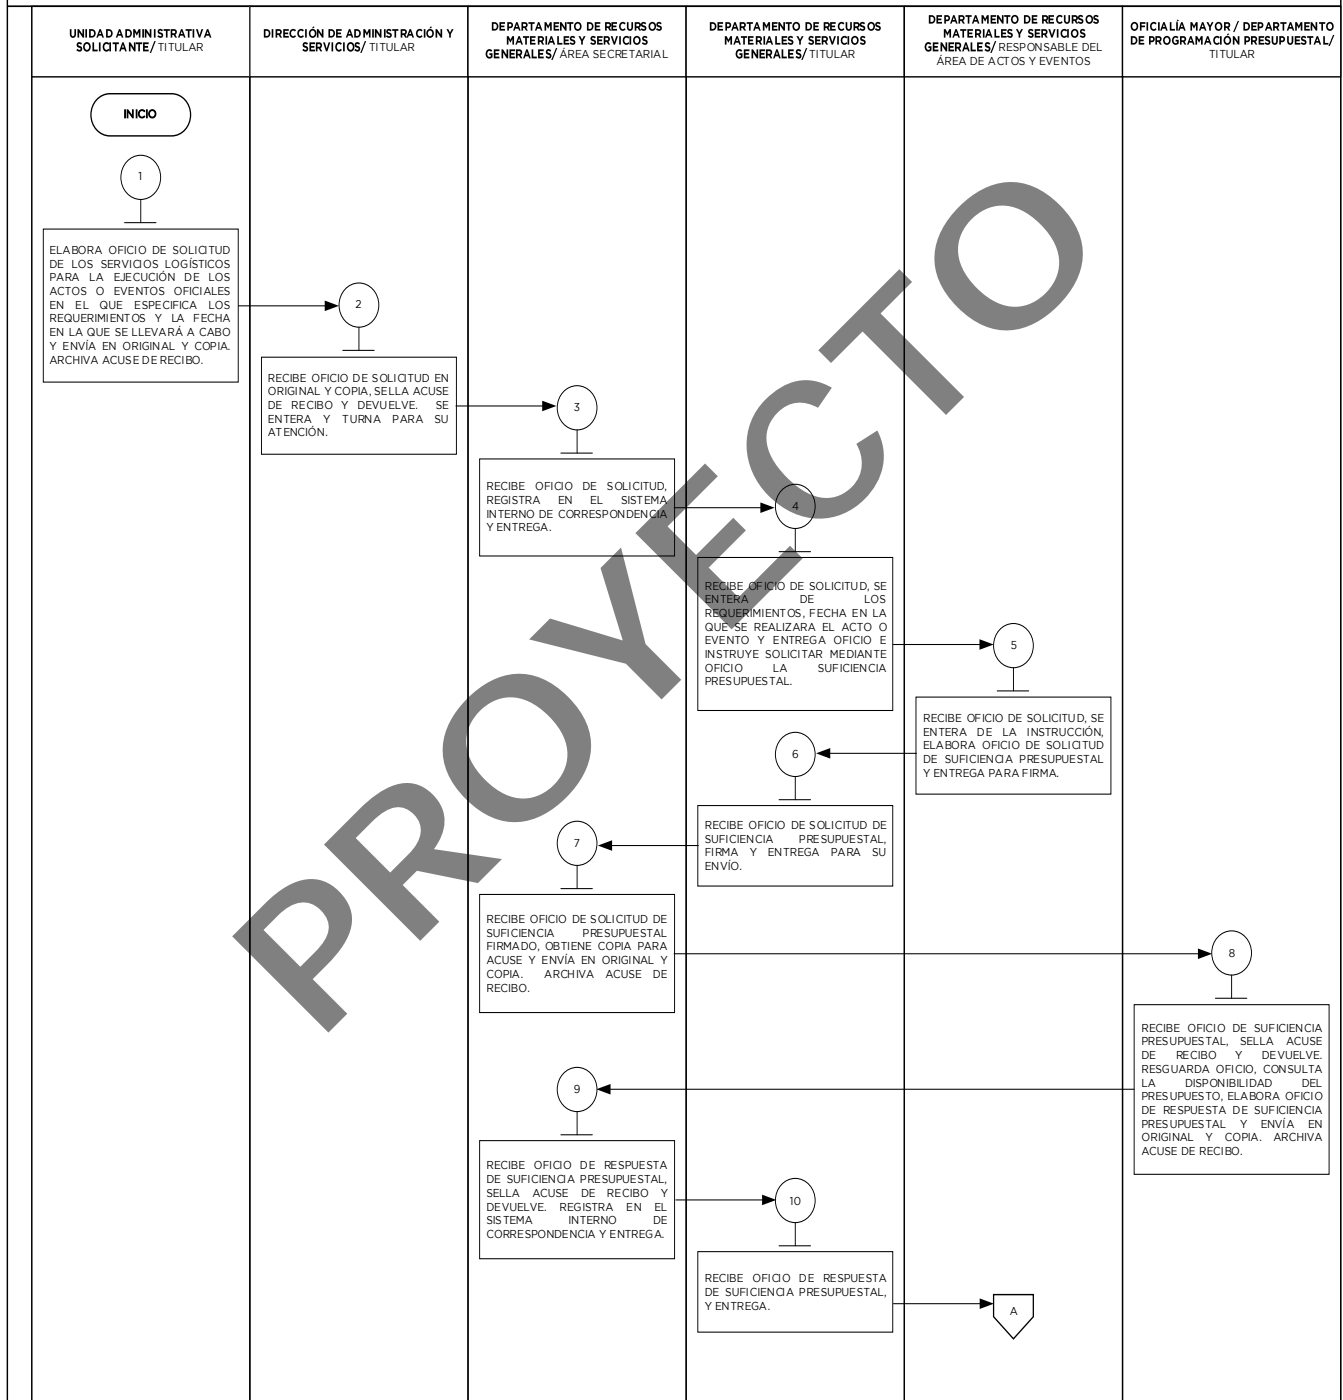 UNIDAD ADMINISTRATIVA
SOLICITANTE/ TITULAR
DIRECCIÓN DE ADMINISTRACIÓN Y
SERVICIOS/ TITULAR
DEPARTAMENTO DE RECURSOS
MATERIALES Y SERVICIOS
GENERALES/ ÁREA SECRETARIAL
DEPARTAMENTO DE RECURSOS
MATERIALES Y SERVICIOS
GENERALES/ TITULAR
DEPARTAMENTO DE RECURSOS
MATERIALES Y SERVICIOS
GENERALES/ RESPONSABLE DEL
ÁREA DE ACTOS Y EVENTOS
OFICIALÍA MAYOR / DEPARTAMENTO
DE PROGRAMACIÓN PRESUPUESTAL/
TITULAR
INICIO
1
ELABORA OFICIO DE SOLICITUD
DE LOS SERVICIOS LOGÍSTICOS
PARA LA EJECUCIÓN DE LOS
ACTOS O EVENTOS OFICIALES
EN EL QUE ESPECIFICA LOS
REQUERIMIENTOS Y LA FECHA
EN LA QUE SE LLEVARÁ A CABO
Y ENVÍA EN ORIGINAL Y COPIA.
ARCHIVA ACUSE DE RECIBO.
2
RECIBE OFICIO DE SOLICITUD EN
ORIGINAL Y COPIA, SELLA ACUSE
DE RECIBO Y DEVUELVE. SE
ENTERA Y TURNA PARA SU
ATENCIÓN.
3
RECIBE OFICIO DE SOLICITUD,
REGISTRA EN EL SISTEMA
INTERNO DE CORRESPONDENCIA
Y ENTREGA.
4
RECIBE OFICIO DE SOLICITUD, SE
ENTERA DE LOS
REQUERIMIENTOS, FECHA EN LA
QUE SE REALIZARA EL ACTO O
EVENTO Y ENTREGA OFICIO E
INSTRUYE SOLICITAR MEDIANTE
OFICIO LA SUFICIENCIA
PRESUPUESTAL.
5
RECIBE OFICIO DE SOLICITUD, SE
ENTERA DE LA INSTRUCCIÓN,
ELABORA OFICIO DE SOLICITUD
DE SUFICIENCIA PRESUPUESTAL
Y ENTREGA PARA FIRMA.
6
RECIBE OFICIO DE SOLICITUD DE
SUFICIENCIA PRESUPUESTAL,
FIRMA Y ENTREGA PARA SU
ENVÍO.
7
RECIBE OFICIO DE SOLICITUD DE
SUFICIENCIA PRESUPUESTAL
FIRMADO, OBTIENE COPIA PARA
ACUSE Y ENVÍA EN ORIGINAL Y
COPIA. ARCHIVA ACUSE DE
RECIBO.
8
RECIBE OFICIO DE SUFICIENCIA
PRESUPUESTAL, SELLA ACUSE
DE RECIBO Y DEVUELVE.
RESGUARDA OFICIO, CONSULTA
LA DISPONIBILIDAD DEL
PRESUPUESTO, ELABORA OFICIO
DE RESPUESTA DE SUFICIENCIA
PRESUPUESTAL Y ENVÍA EN
ORIGINAL Y COPIA. ARCHIVA
ACUSE DE RECIBO.
9
RECIBE OFICIO DE RESPUESTA
DE SUFICIENCIA PRESUPUESTAL,
SELLA ACUSE DE RECIBO Y
DEVUELVE. REGISTRA EN EL
SISTEMA INTERNO DE
CORRESPONDENCIA Y ENTREGA.
10
RECIBE OFICIO DE RESPUESTA
DE SUFICIENCIA PRESUPUESTAL,
Y ENTREGA.
A
PROYECTO